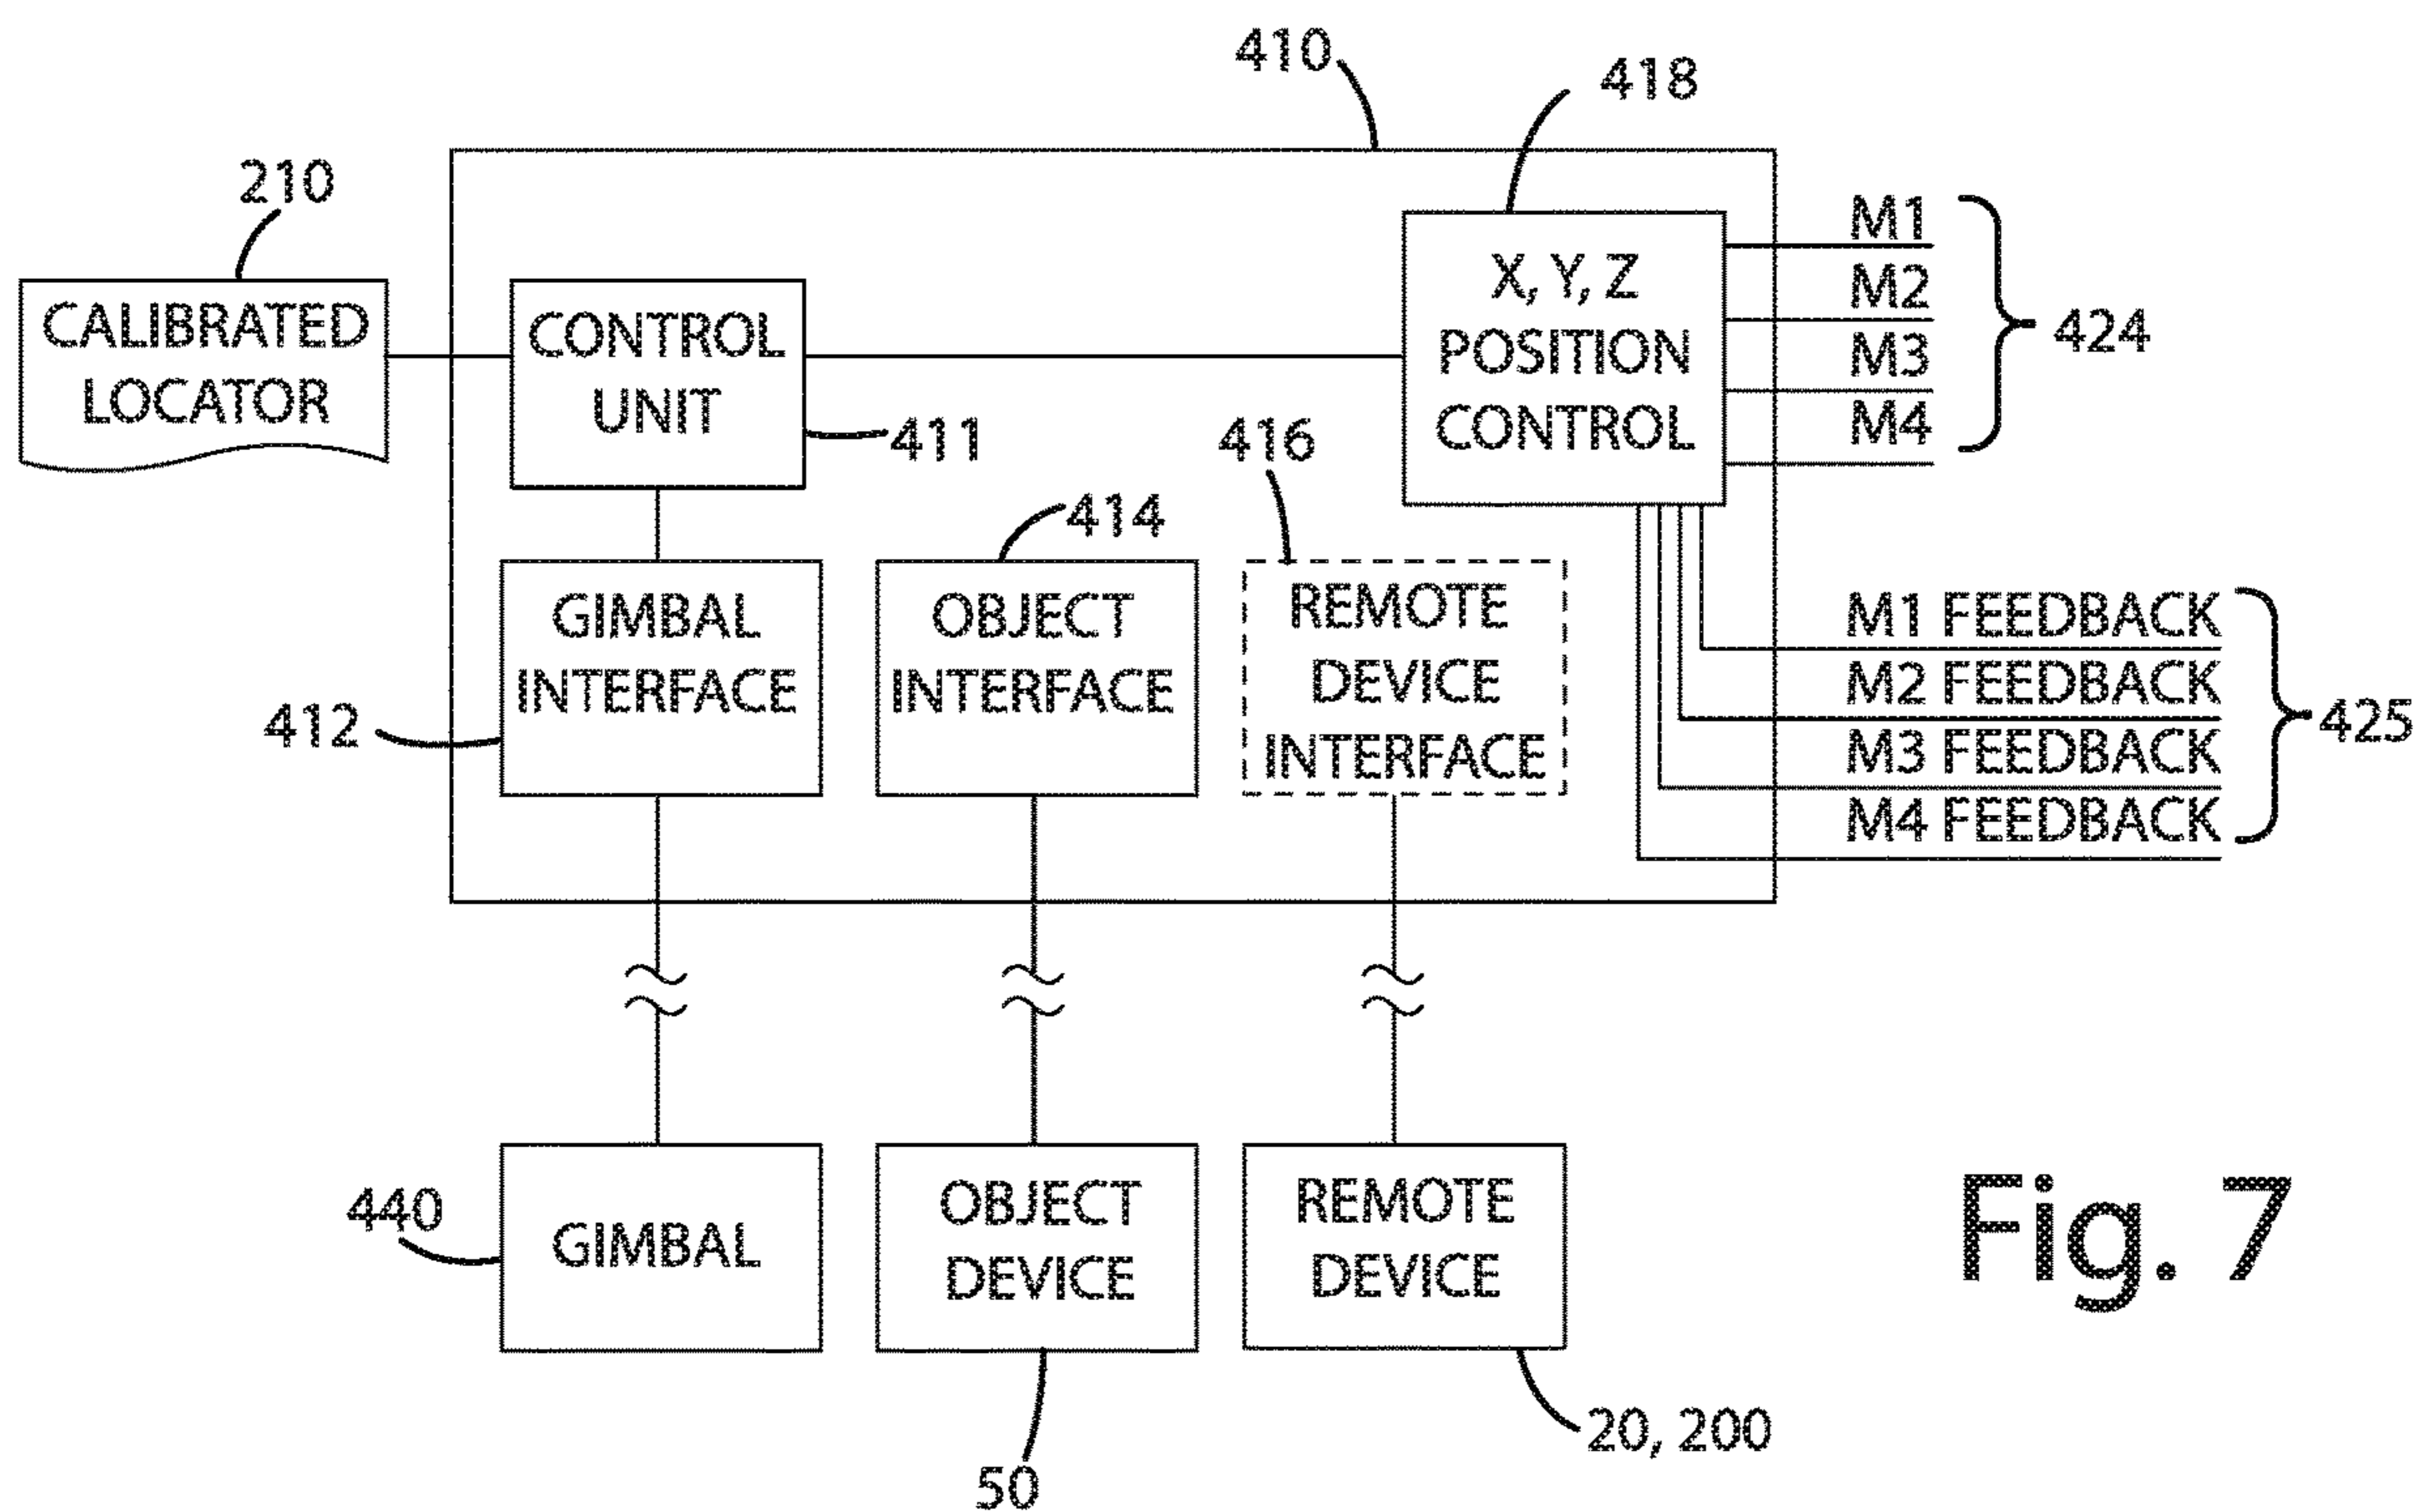 410
418
210
M1
M2
M3
M4
424
CALIBRATED
LOCATOR
CONTROL
UNIT
411
X, Y, Z
POSITION
CONTROL
416
414
412
GIMBAL
INTERFACE
OBJECT
INTERFACE
REMOTE
DEVICE
INTERFACE
M1 FEEDBACK
M2 FEEDBACK
M3 FEEDBACK
M4 FEEDBACK
425
440
GIMBAL
OBJECT
DEVICE
REMOTE
DEVICE
50
20, 200
Fig. 7